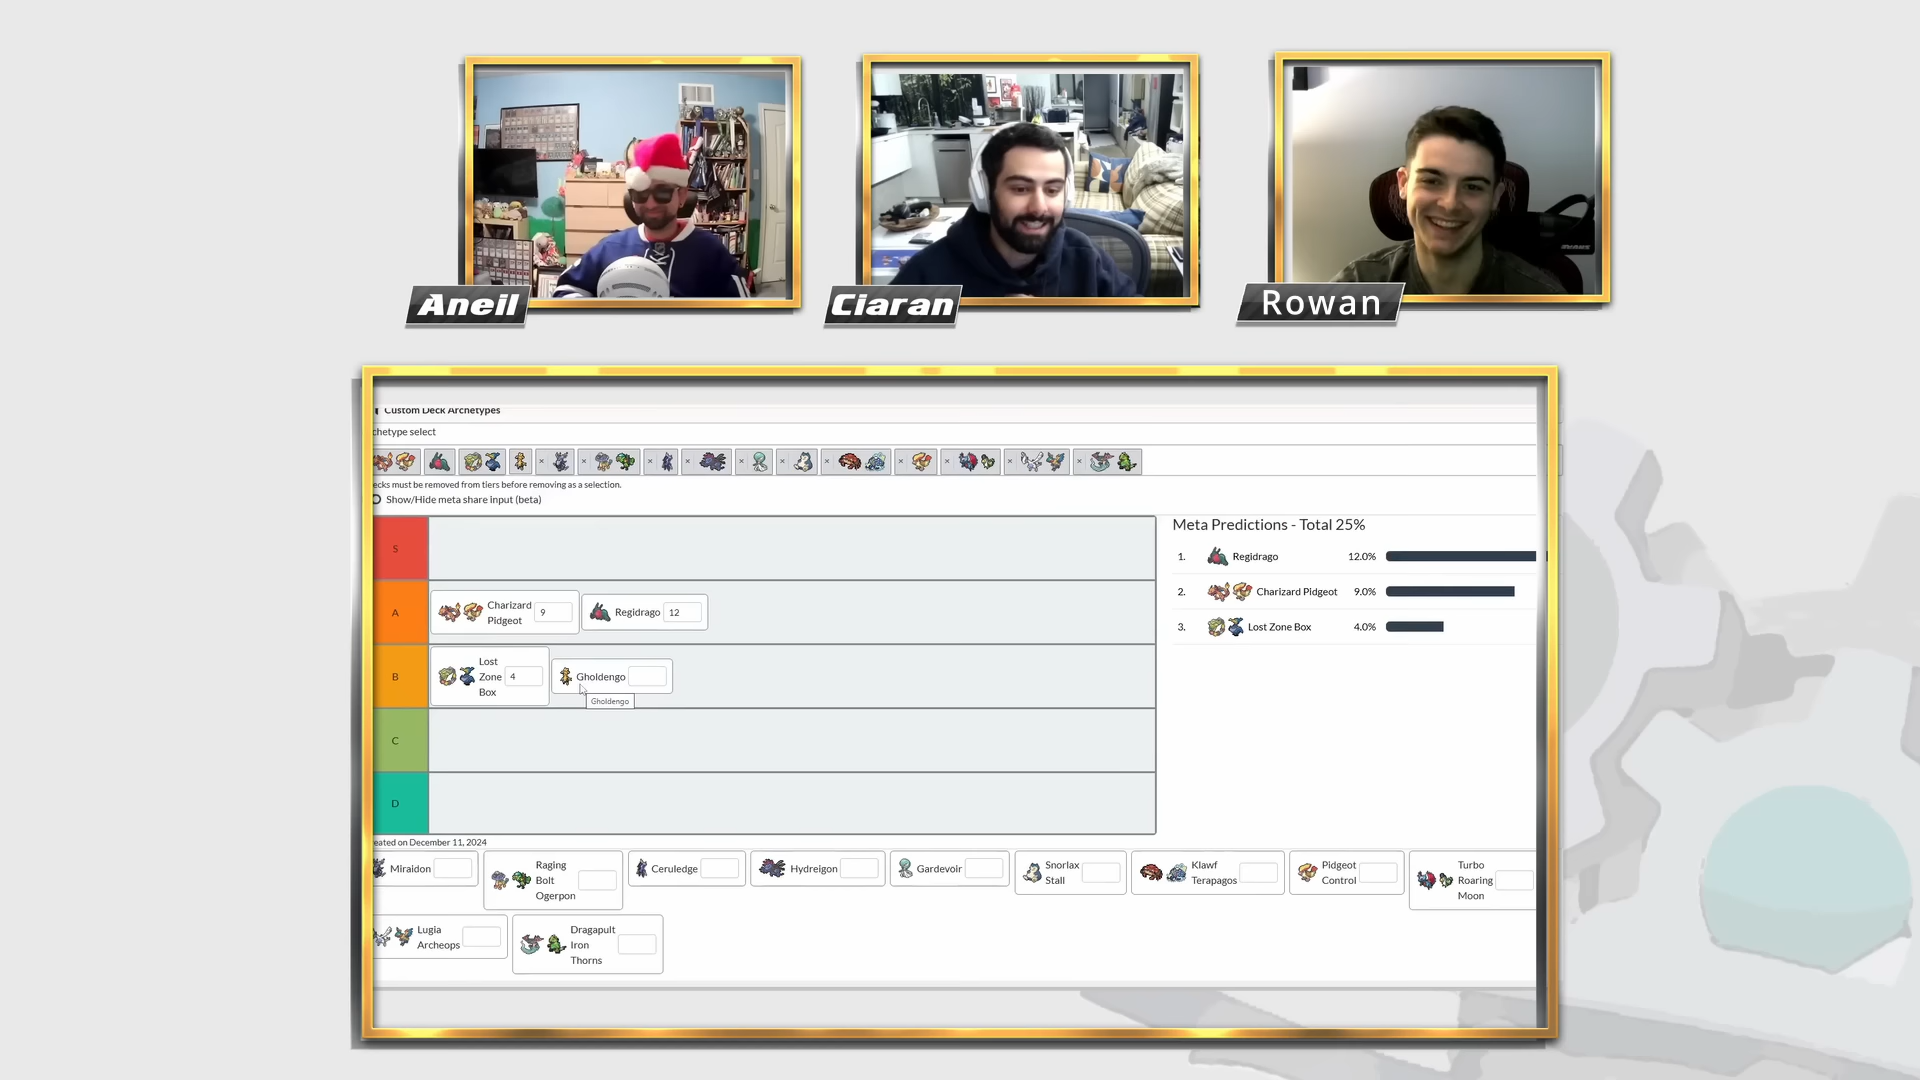 Aneil
Ciaran
Rowan
Custom Deck Archetypes
chetype select
ecks must be removed from tiers before removing as a selection.
Show/Hide meta share input (beta)
S
A
Charizard
Pidgeot
9
Regidrago
12
B
Lost
Zone
Box
4
Gholdengo
Gholdengo
C
D
Meta Predictions - Total 25%
1. Regidrago 12.0%
2. Charizard Pidgeot 9.0%
3. Lost Zone Box 4.0%
eated on December 11, 2024
Miraidon
Raging
Bolt
Ogerpon
Ceruledge
Hydreigon
Gardevoir
Snorlax
Stall
Klawf
Terapagos
Pidgeot
Control
Turbo
Roaring
Moon
Lugia
Archeops
Dragapult
Iron
Thorns